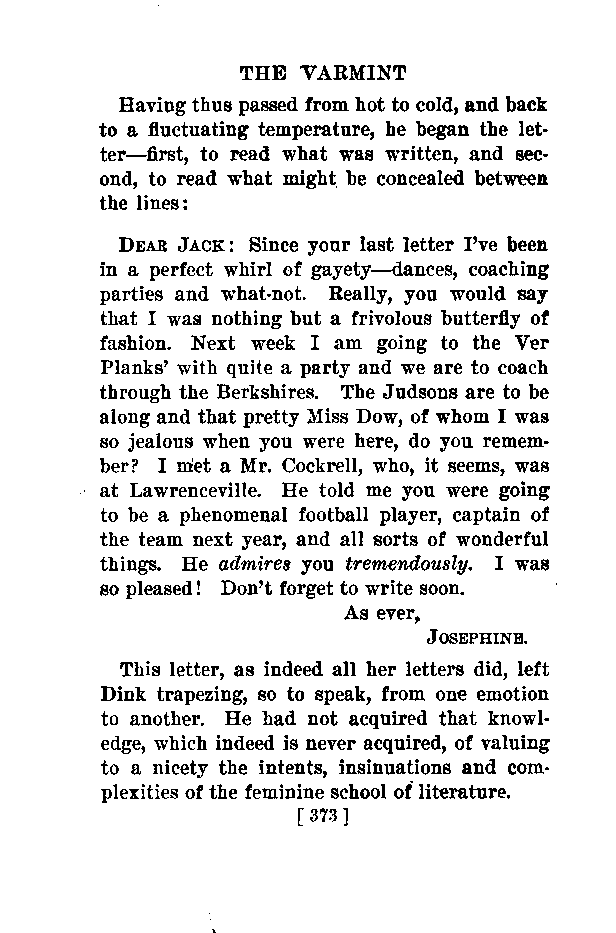 THE VARMINT
Having thus passed from hot to cold, and back
to a fluctuating temperature, he began the let-
ter—first, to read what was written, and sec-
ond, to read what might be concealed between
the lines:
DEAR JACK: Since your last letter I've been
in a perfect whirl of gayety—dances, coaching
parties and what-not. Really, you would say
that I was nothing but a frivolous butterfly of
fashion. Next week I am going to the Ver
Planks' with quite a party and we are to coach
through the Berkshires. The Judsons are to be
along and that pretty Miss Dow, of whom I was
so jealous when you were here, do you remem-
ber? I met a Mr. Cockrell, who, it seems, was
at Lawrenceville. He told me you were going
to be a phenomenal football player, captain of
the team next year, and all sorts of wonderful
things. He admires you tremendously. I was
so pleased! Don't forget to write soon.
As ever,
JOSEPHINE.
This letter, as indeed all her letters did, left
Dink trapezing, so to speak, from one emotion
to another. He had not acquired that knowl-
edge, which indeed is never acquired, of valuing
to a nicety the intents, insinuations and com-
plexities of the feminine school of literature.
[ 373 ]